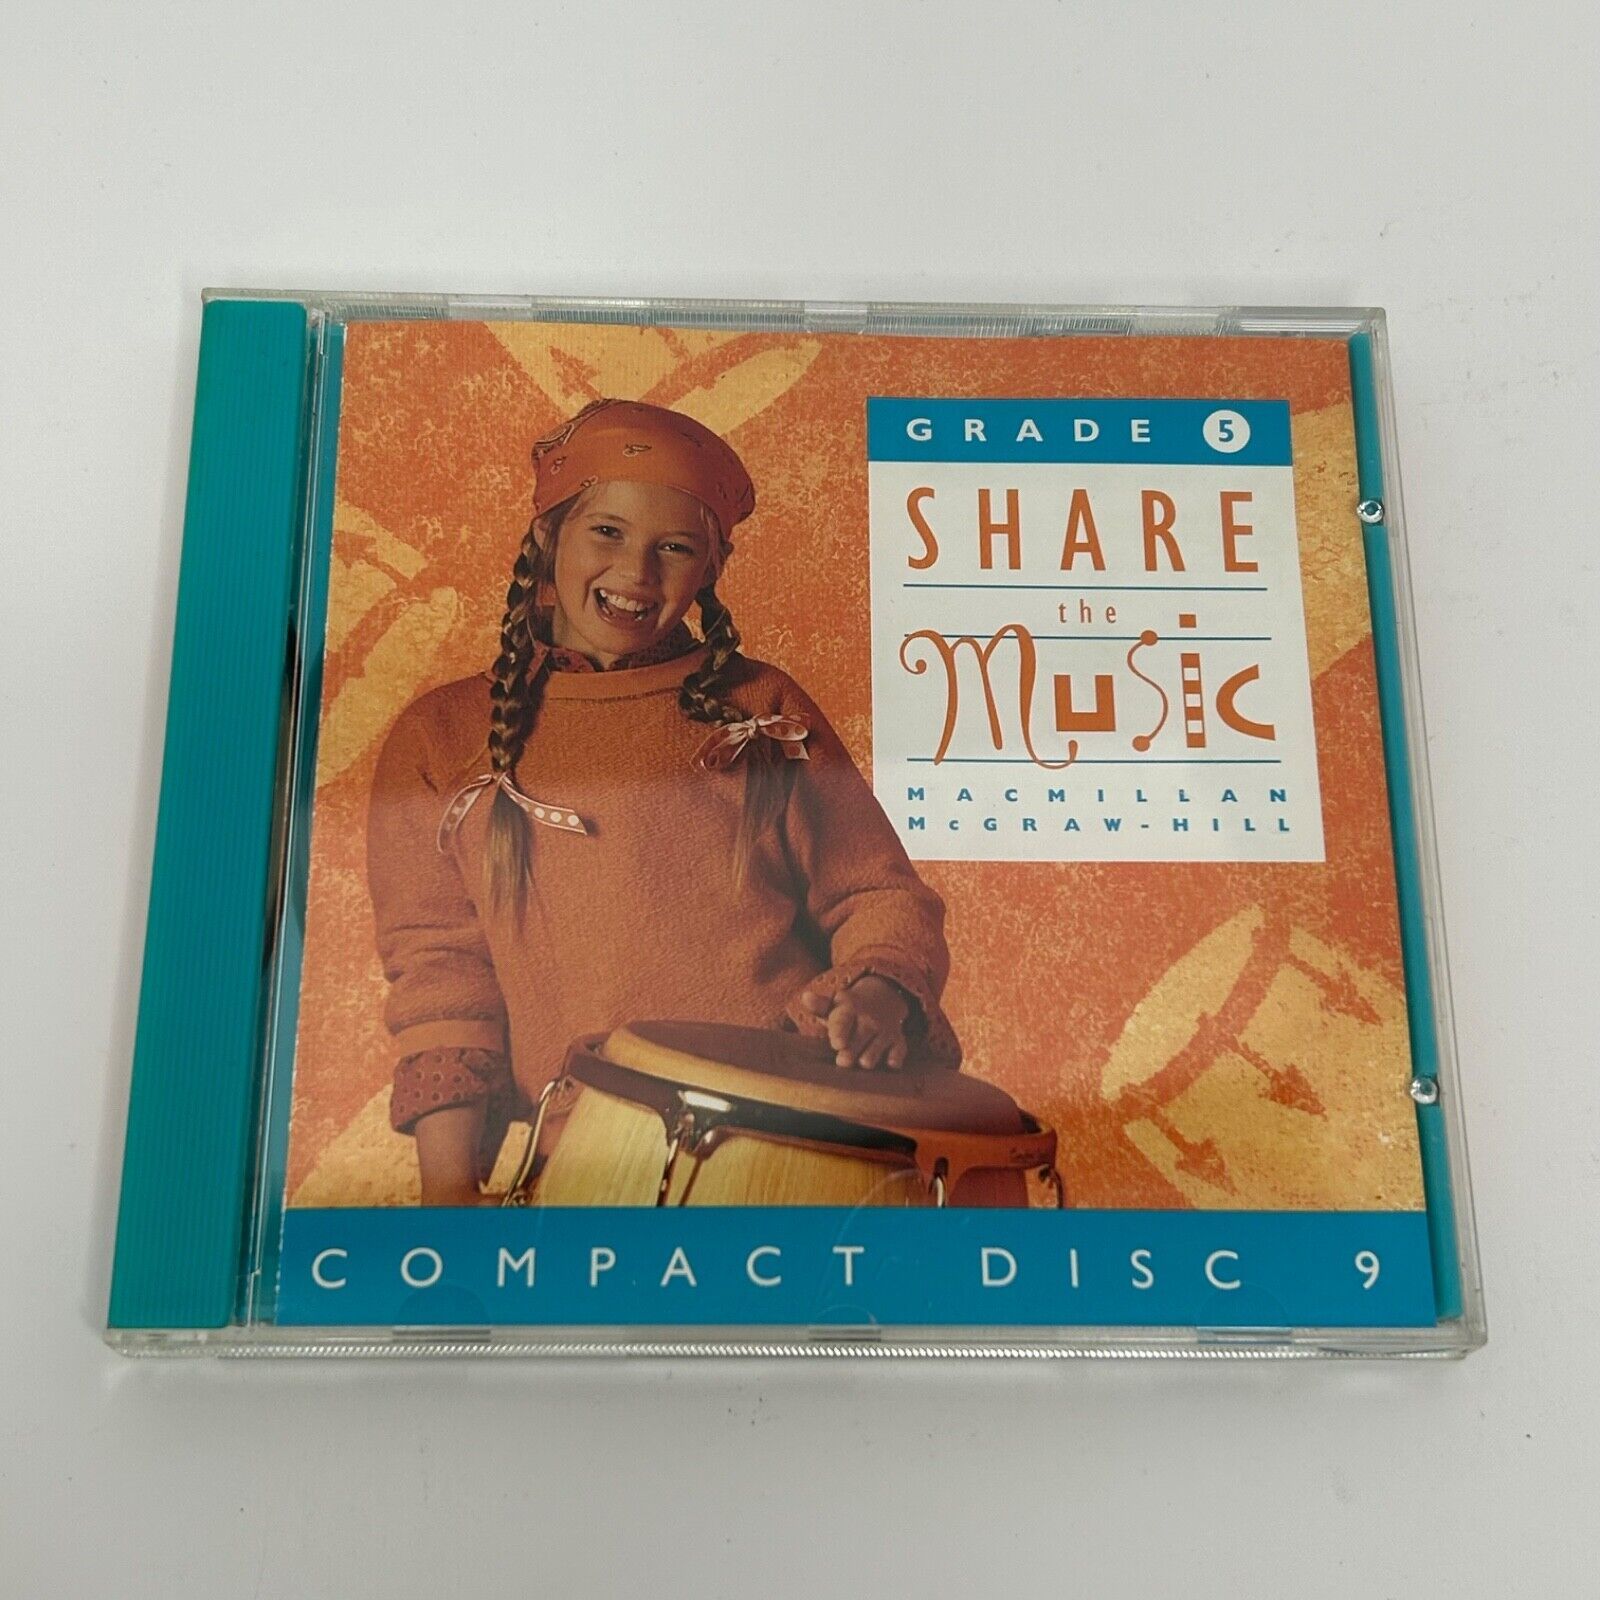 GRADE 5
SHARE
the
Music
MACMILLAN
McGRAW-HILL
COMPACT DISC 9